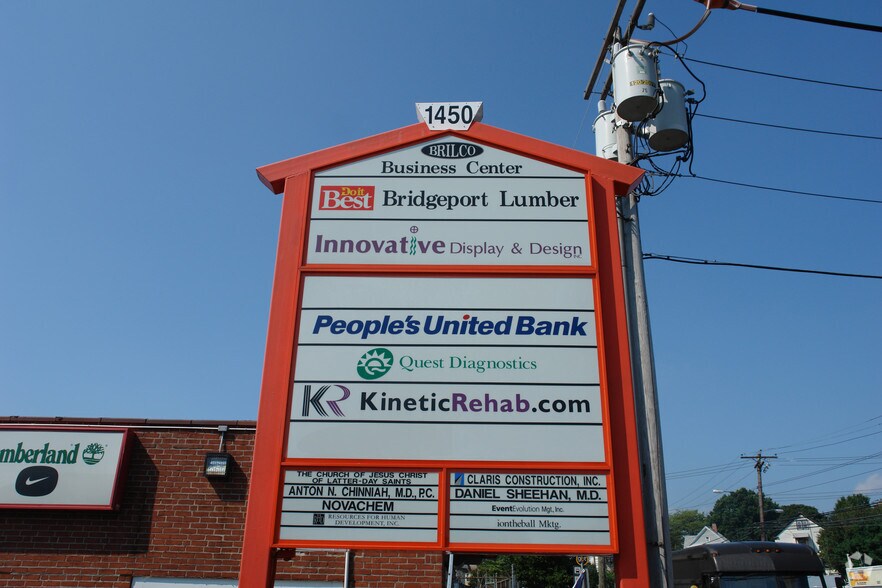 1450
BRILCO
Business Center
Do it
Best
Bridgeport Lumber
Innovative Display & Design INC.
People's United Bank
Quest Diagnostics
KR KineticRehab.com
THE CHURCH OF JESUS CHRIST
OF LATTER-DAY SAINTS
ANTON N. CHINNIAH, M.D., P.C.
NOVACHEM
RESOURCES FOR HUMAN
DEVELOPMENT, INC.
CLARIS CONSTRUCTION, INC.
DANIEL SHEEHAN, M.D.
EventEvolution Mgt, Inc.
iontheball Mktg.
mberland